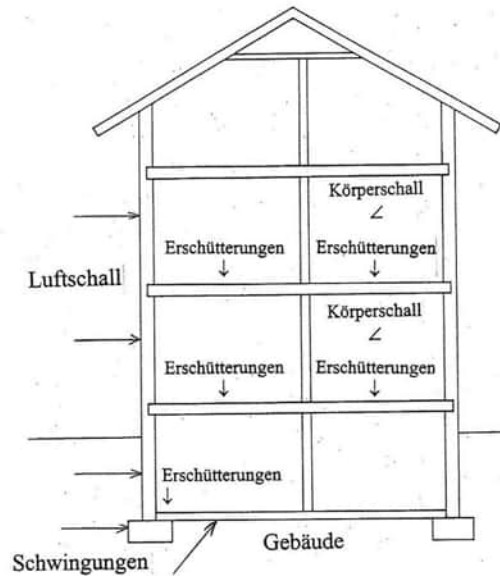 Körperschall
Erschütterungen Erschütterungen
Luftschall
Körperschall
Erschütterungen Erschütterungen
Erschütterungen
Gebäude
Schwingungen